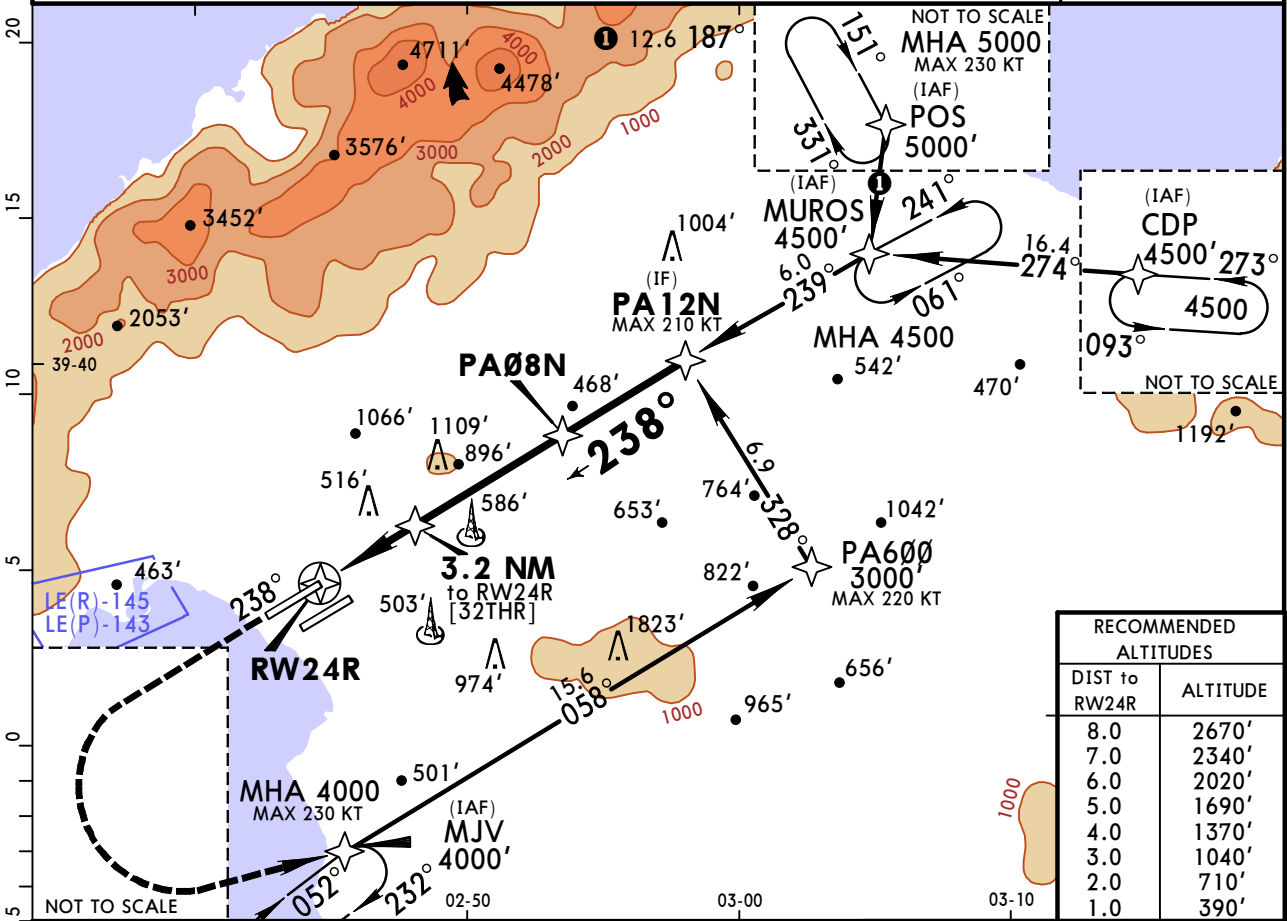 20
15
10
5
0
5
4711'
4000
4000
4478'
3576'
3000
2000
1000
3452'
3000
2053'
2000
39-40
1 12.6 187°
NOT TO SCALE
MHA 5000
MAX 230 KT
(IAF)
POS
5000'
151°
331°
1
(IAF)
MUROS
4500'
241°
061°
MHA 4500
(IAF)
CDP
4500'
16.4
274°
273°
4500
093°
NOT TO SCALE
1004'
(IF)
PA12N
MAX 210 KT
6.0
239°
PAØ8N
468'
238°
542'
470'
1192'
1066'
1109'
896'
516'
586'
653'
764'
6.9
328°
1042'
PA6ØØ
3000'
MAX 220 KT
822'
3.2 NM
to RW24R
[32THR]
463'
LE(R)-145
LE(P)-143
238°
RW24R
503'
974'
1823'
1000
15.6
058°
656'
965'
501'
MHA 4000
MAX 230 KT
(IAF)
MJV
4000'
052°
232°
NOT TO SCALE
02-50
03-00
03-10
1000
RECOMMENDED
ALTITUDES
DIST to
RW24R
ALTITUDE
8.0 2670'
7.0 2340'
6.0 2020'
5.0 1690'
4.0 1370'
3.0 1040'
2.0 710'
1.0 390'